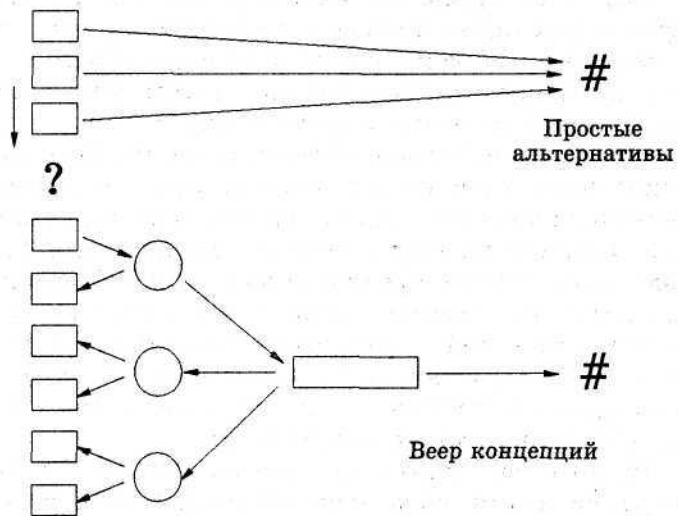 #
Простые
альтернативы
?
#
Веер концепций